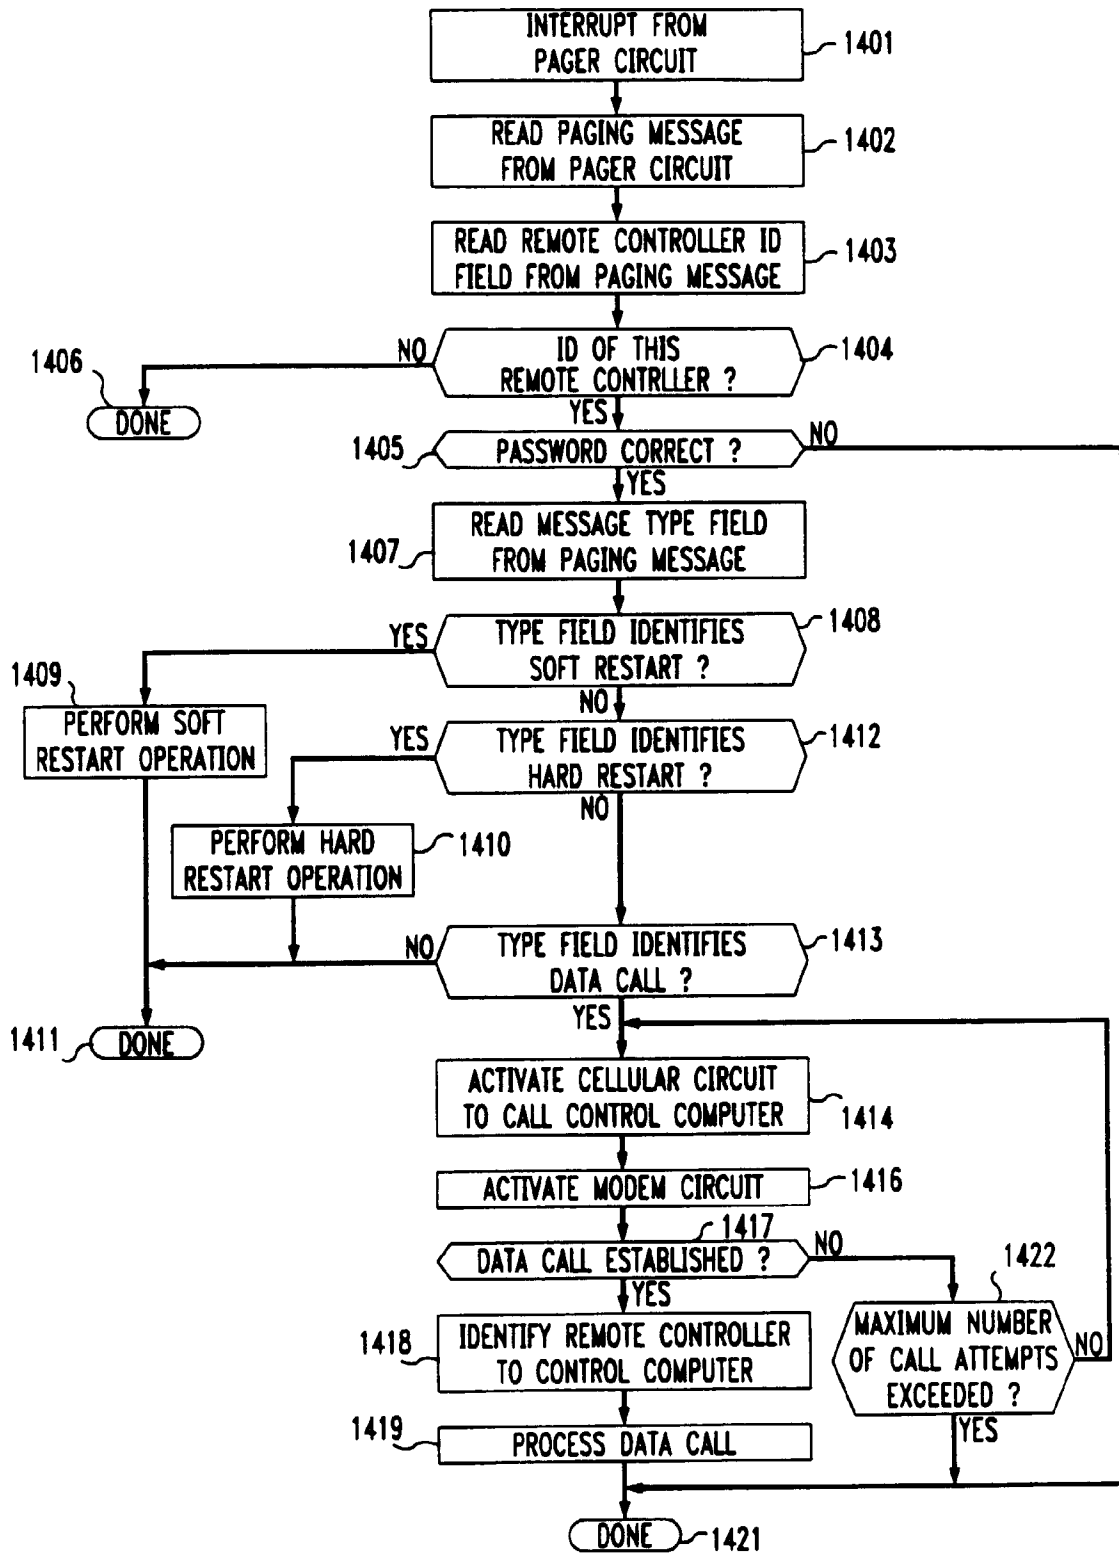 INTERRUPT FROM
PAGER CIRCUIT
1401
READ PAGING MESSAGE
FROM PAGER CIRCUIT
1402
READ REMOTE CONTROLLER ID
FIELD FROM PAGING MESSAGE
1403
ID OF THIS
REMOTE CONTRLLER ?
1404
NO
1406
DONE
YES
1405
PASSWORD CORRECT ?
NO
YES
READ MESSAGE TYPE FIELD
FROM PAGING MESSAGE
1407
TYPE FIELD IDENTIFIES
SOFT RESTART ?
1408
YES
1409
PERFORM SOFT
RESTART OPERATION
NO
TYPE FIELD IDENTIFIES
HARD RESTART ?
1412
YES
NO
PERFORM HARD
RESTART OPERATION
1410
TYPE FIELD IDENTIFIES
DATA CALL ?
1413
NO
YES
1411
DONE
ACTIVATE CELLULAR CIRCUIT
TO CALL CONTROL COMPUTER
1414
ACTIVATE MODEM CIRCUIT
1416
1417
DATA CALL ESTABLISHED ?
NO
YES
1422
MAXIMUM NUMBER
OF CALL ATTEMPTS
EXCEEDED ?
NO
YES
1418
IDENTIFY REMOTE CONTROLLER
TO CONTROL COMPUTER
1419
PROCESS DATA CALL
DONE
1421